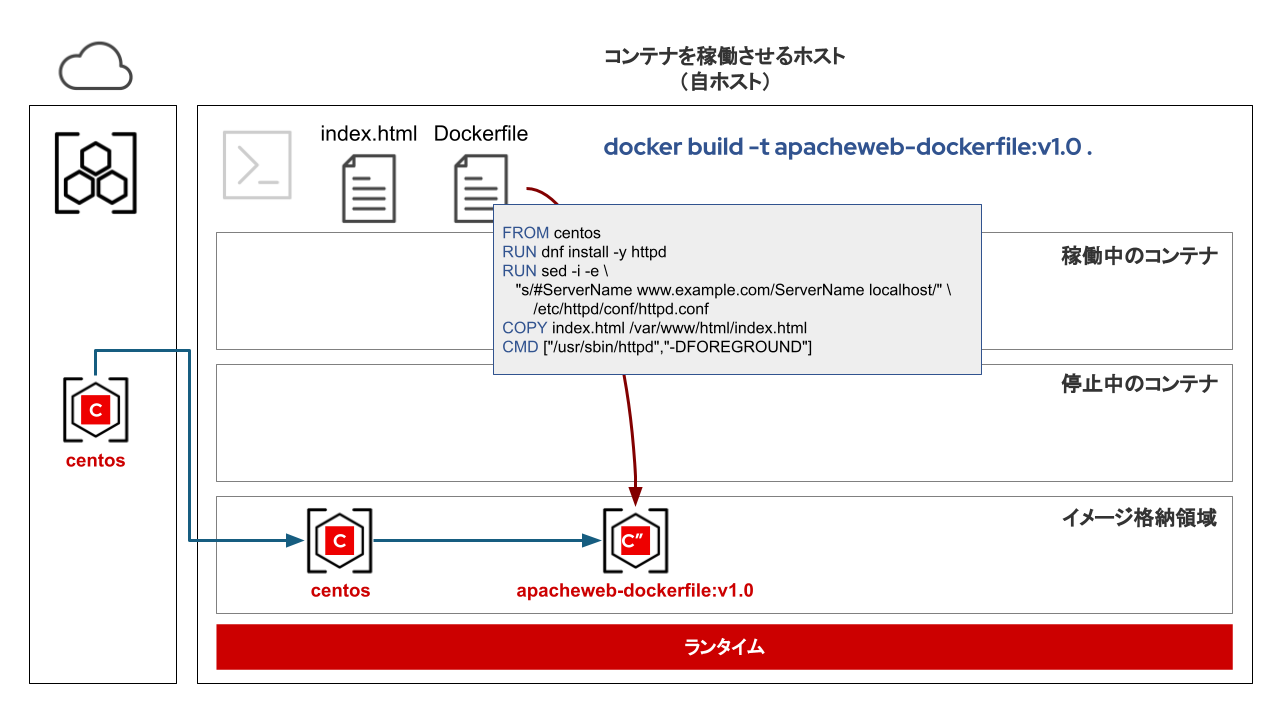 コンテナを稼働させるホスト
（自ホスト）
index.html
Dockerfile
docker build -t apacheweb-dockerfile:v1.0 .
FROM centos
RUN dnf install -y httpd
RUN sed -i -e \
"s/#ServerName www.example.com/ServerName localhost/" \
/etc/httpd/conf/httpd.conf
COPY index.html /var/www/html/index.html
CMD ["/usr/sbin/httpd","-DFOREGROUND"]
稼働中のコンテナ
停止中のコンテナ
C
centos
イメージ格納領域
C
centos
C″
apacheweb-dockerfile:v1.0
ランタイム